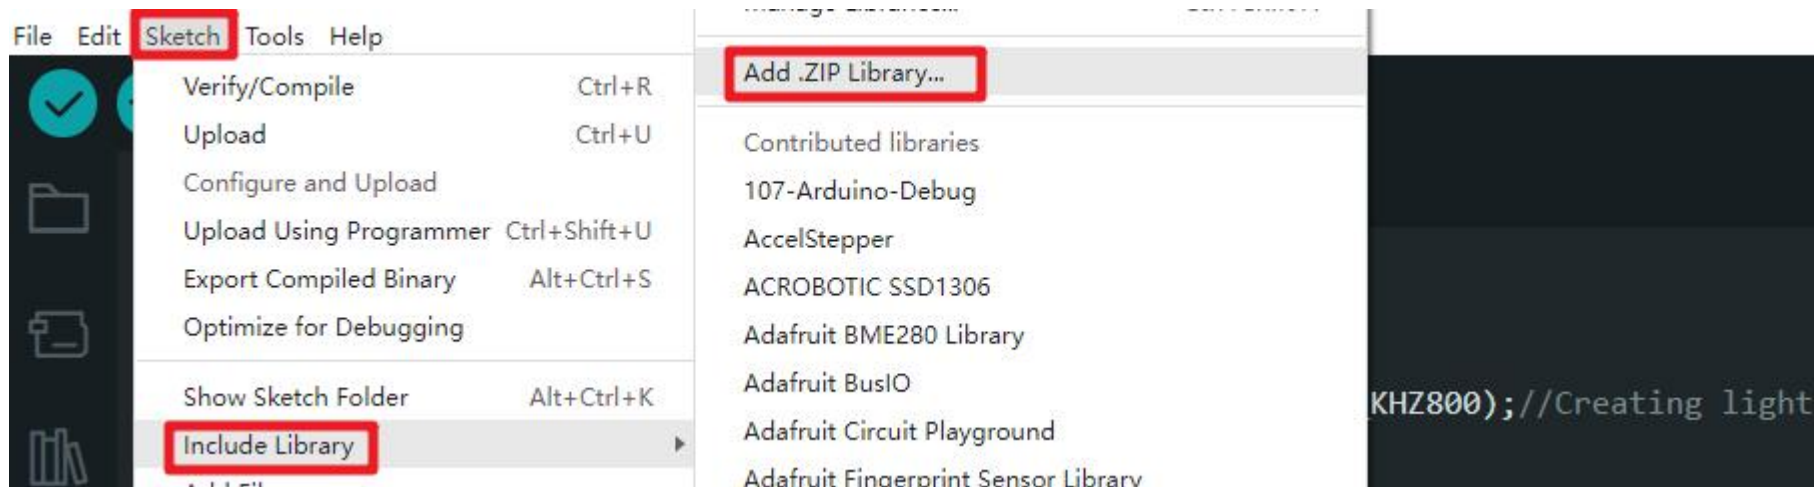 File Edit Sketch Tools Help
Verify/Compile Ctrl+R
Upload Ctrl+U
Configure and Upload
Upload Using Programmer Ctrl+Shift+U
Export Compiled Binary Alt+Ctrl+S
Optimize for Debugging
Show Sketch Folder Alt+Ctrl+K
Include Library
Add .ZIP Library...
Contributed libraries
107-Arduino-Debug
AccelStepper
ACROBOTIC SSD1306
Adafruit BME280 Library
Adafruit BusIO
Adafruit Circuit Playground
Adafruit Fingerprint Sensor Library
KHZ800);//Creating light